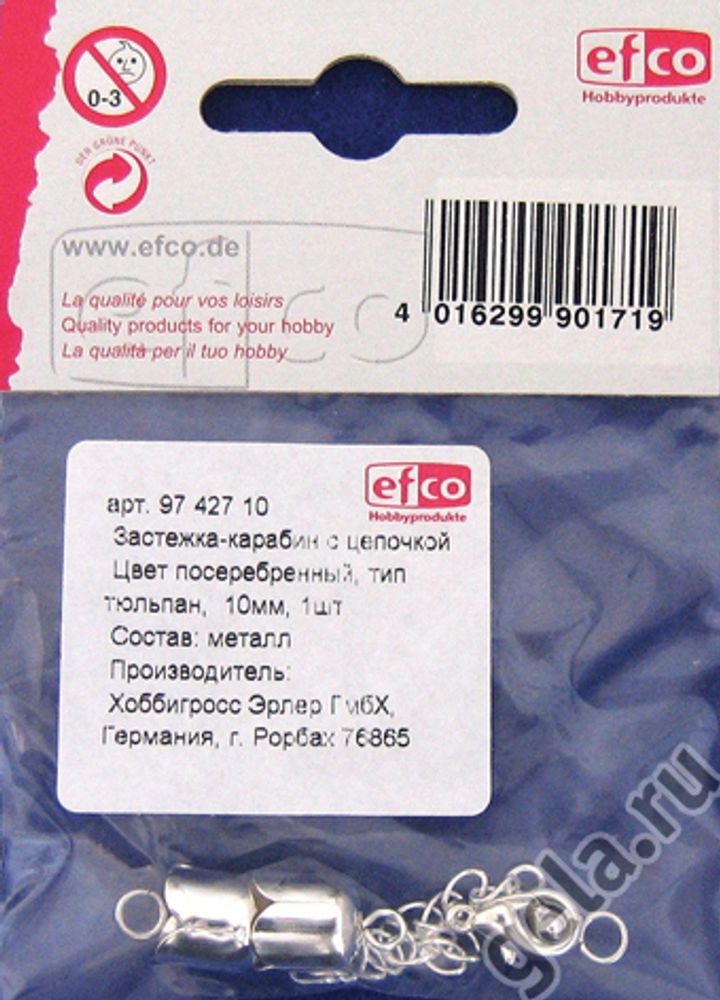 0-3
DER GRÜNE PUNKT
efco
Hobbyprodukte
www.efco.de
efco
La qualité pour vos loisirs
Quality products for your hobby
La qualità per il tuo hobby
4 016299 901719
efco
Hobbyprodukte
арт. 97 427 10
Застежка-карабин с цепочкой
Цвет посеребренный, тип
тюльпан, 10мм, 1шт
Состав: металл
Производитель:
Хоббигросс Эрлер ГмбХ,
Германия, г. Рорбах 76865
gela.ru